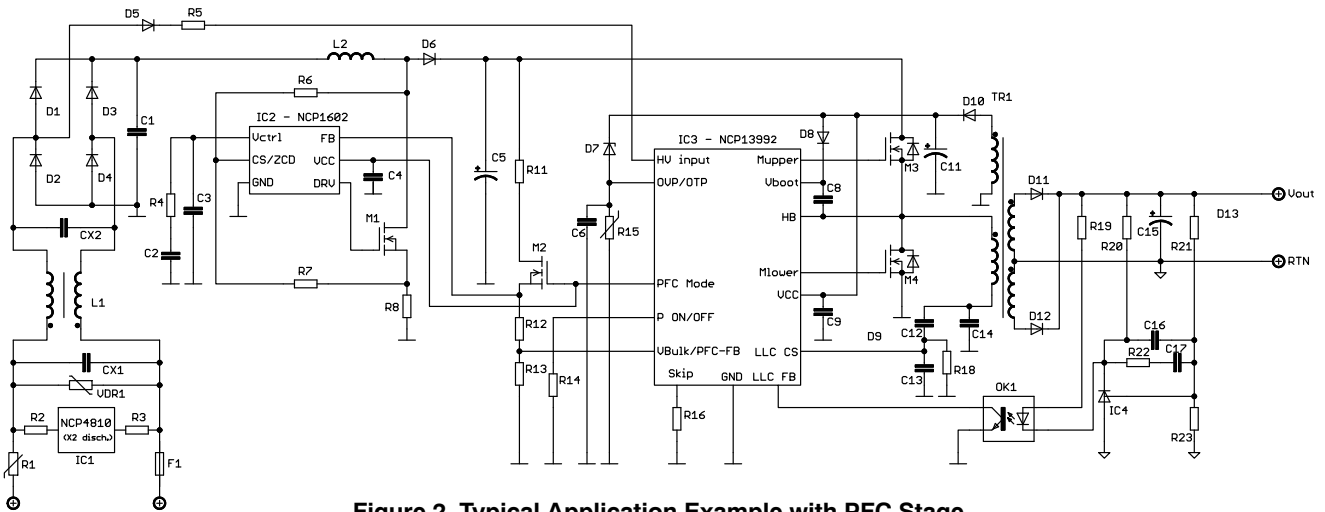 D5
R5
L2
D6
D1
D3
C1
R6
IC2 - NCP1602
Vctrl
FB
CS/ZCD
VCC
GND
DRV
D2
D4
R4
C3
C4
C5
R11
D7
IC3 - NCP13992
HV input
Mupper
OVP/OTP
Vboot
HB
Mlower
PFC Mode
VCC
P ON/OFF
VBulk/PFC-FB
LLC CS
Skip
GND
LLC FB
D8
C8
M3
C11
D10
TR1
D11
R19
R20
C15
R21
D13
Vout
RTN
CX2
C2
M1
M2
C6
R15
M4
L1
R7
R8
R12
R13
R14
C9
D9
C12
C14
C13
R18
D12
C16
C17
R22
CX1
VDR1
R2
NCP4810
(X2 disch.)
R3
IC1
R1
F1
R16
OK1
IC4
R23
Figure 2. Typical Application Example with PFC Stage